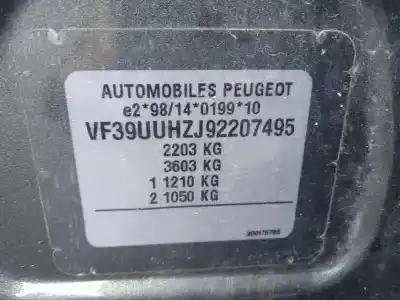 AUTOMOBILES PEUGEOT
e2*98/14*0199*10
VF39UUHZJ92207495
2203 KG
3603 KG
1 1210 KG
2 1050 KG